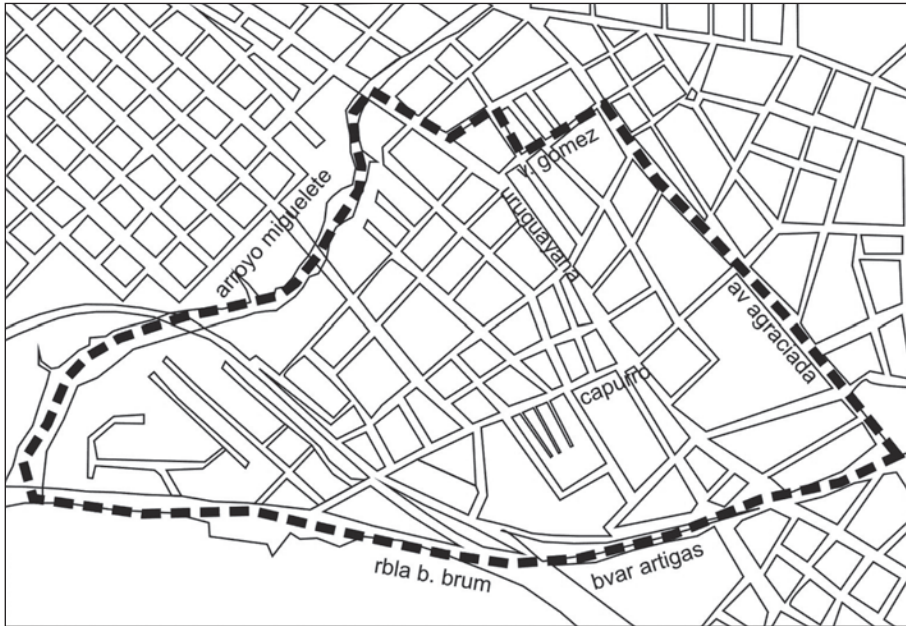 v. gomez
uruguayana
arroyo miguelete
av agraciada
capurro
rbla b. brum
bvar artigas